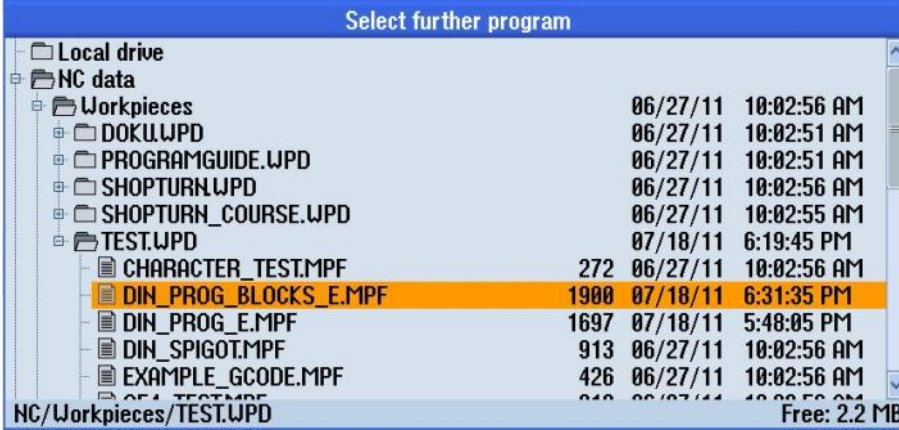 Select further program
Local drive
NC data
Workpieces 06/27/11 10:02:56 AM
DOKU.WPD 06/27/11 10:02:51 AM
PROGRAMGUIDE.WPD 06/27/11 10:02:51 AM
SHOPTURN.WPD 06/27/11 10:02:56 AM
SHOPTURN_COURSE.WPD 06/27/11 10:02:55 AM
TEST.WPD 07/18/11 6:19:45 PM
CHARACTER_TEST.MPF 272 06/27/11 10:02:56 AM
DIN_PROG_BLOCKS_E.MPF 1900 07/18/11 6:31:35 PM
DIN_PROG_E.MPF 1697 07/18/11 5:48:05 PM
DIN_SPIGOT.MPF 913 06/27/11 10:02:56 AM
EXAMPLE_GCODE.MPF 426 06/27/11 10:02:56 AM
NC/Workpieces/TEST.WPD Free: 2.2 MB